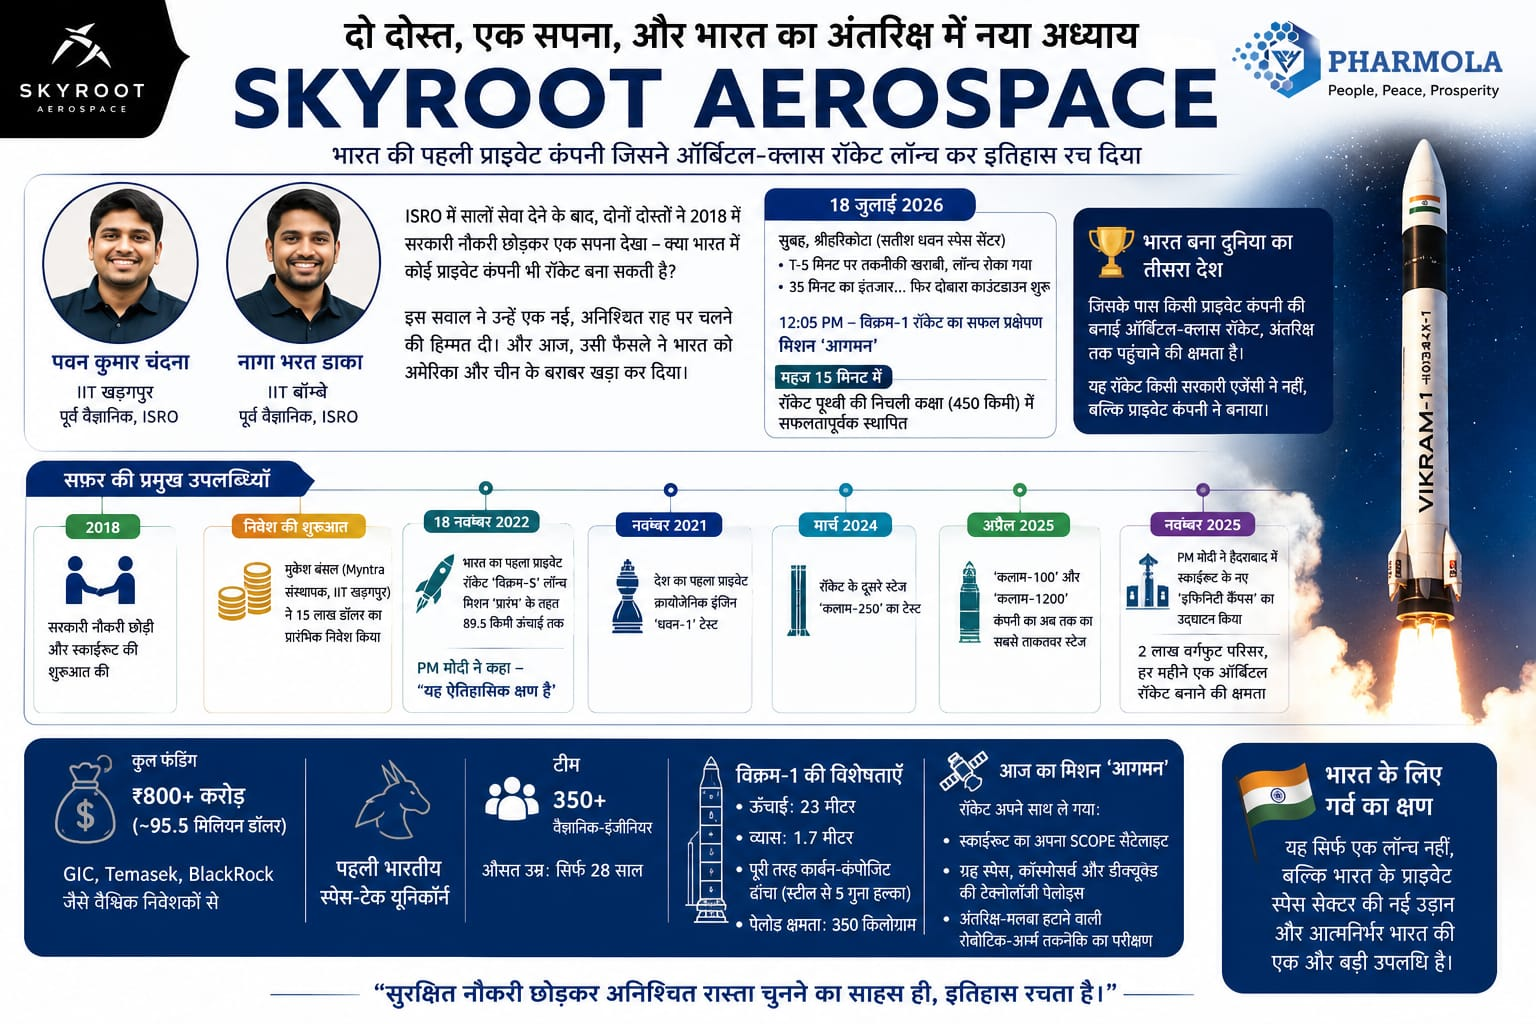 SKYROOT
AEROSPACE
दो दोस्त, एक सपना, और भारत का अंतरिक्ष में नया अध्याय
SKYROOT AEROSPACE
भारत की पहली प्राइवेट कंपनी जिसने ऑर्बिटल-क्लास रॉकेट लॉन्च कर इतिहास रच दिया
PHARMOLA
People, Peace, Prosperity
पवन कुमार चंदना
IIT खड़गपुर
पूर्व वैज्ञानिक, ISRO
नागा भरत डाका
IIT बॉम्बे
पूर्व वैज्ञानिक, ISRO
ISRO में सालों सेवा देने के बाद, दोनों दोस्तों ने 2018 में
सरकारी नौकरी छोड़कर एक सपना देखा – क्या भारत में
कोई प्राइवेट कंपनी भी रॉकेट बना सकती है?
इस सवाल ने उन्हें एक नई, अनिश्चित राह पर चलने
की हिम्मत दी। और आज, उसी फैसले ने भारत को
अमेरिका और चीन के बराबर खड़ा कर दिया।
18 जुलाई 2026
सुबह, श्रीहरिकोटा (सतीश धवन स्पेस सेंटर)
• T-5 मिनट पर तकनीकी खराबी, लॉन्च रोका गया
• 35 मिनट का इंतजार... फिर दोबारा काउंटडाउन शुरू
12:05 PM – विक्रम-1 रॉकेट का सफल प्रक्षेपण
मिशन ‘आगमन’
महज 15 मिनट में
रॉकेट पृथ्वी की निचली कक्षा (450 किमी) में
सफलतापूर्वक स्थापित
भारत बना दुनिया का
तीसरा देश
जिसके पास किसी प्राइवेट कंपनी की
बनाई ऑर्बिटल-क्लास रॉकेट, अंतरिक्ष
तक पहुंचाने की क्षमता है।
यह रॉकेट किसी सरकारी एजेंसी ने नहीं,
बल्कि प्राइवेट कंपनी ने बनाया।
VIKRAM-1
सफ़र की प्रमुख उपलब्धियाँ
2018
सरकारी नौकरी छोड़ी
और स्काईरूट की
शुरूआत की
निवेश की शुरूआत
मुकेश बंसल (Myntra
संस्थापक, IIT खड़गपुर)
ने 15 लाख डॉलर का
प्रारंभिक निवेश किया
18 नवम्बर 2022
भारत का पहला प्राइवेट
रॉकेट ‘विक्रम-S’ लॉन्च
मिशन ‘प्रारंभ’ के तहत
89.5 किमी ऊंचाई तक
PM मोदी ने कहा –
“यह ऐतिहासिक क्षण है’
नवम्बर 2021
देश का पहला प्राइवेट
क्रायोजेनिक इंजिन
‘धवन-1’ टेस्ट
मार्च 2024
रॉकेट के दूसरे स्टेज
‘कलाम-250’ का टेस्ट
अप्रैल 2025
‘कलाम-100’ और
‘कलाम-1200’
कंपनी का अब तक का
सबसे ताकतवर स्टेज
नवम्बर 2025
PM मोदी ने हैदराबाद में
स्काईरूट के नए
‘इफिनिटी कैंपस’ का
उद्घाटन किया
2 लाख वर्गफुट परिसर,
हर महीने एक ऑर्बिटल
रॉकेट बनाने की क्षमता
कुल फंडिंग
₹800+ करोड़
(~95.5 मिलियन डॉलर)
GIC, Temasek, BlackRock
जैसे वैश्विक निवेशकों से
पहली भारतीय
स्पेस-टेक यूनिकॉर्न
टीम
350+
वैज्ञानिक-इंजीनियर
औसत उम्र: सिर्फ 28 साल
विक्रम-1 की विशेषताएँ
• ऊँचाई: 23 मीटर
• व्यास: 1.7 मीटर
• पूरी तरह कार्बन-कंपोजिट
ढांचा (स्टील से 5 गुना हल्का)
• पेलोड क्षमता: 350 किलोग्राम
आज का मिशन ‘आगमन’
रॉकेट अपने साथ ले गया:
• स्काईरूट का अपना SCOPE सैटेलाइट
• ग्रह स्पेस, कॉस्मोसर्व और डीक्यूबेड
की टेक्नोलॉजी पेलोड्स
• अंतरिक्ष-मलबा हटाने वाली
रोबोटिक-आर्म तकनीक का परीक्षण
भारत के लिए
गर्व का क्षण
यह सिर्फ एक लॉन्च नहीं,
बल्कि भारत के प्राइवेट
स्पेस सेक्टर की नई उड़ान
और आत्मनिर्भर भारत की
एक और बड़ी उपलधि है।
“सुरक्षित नौकरी छोड़कर अनिश्चित रास्ता चुनने का साहस ही, इतिहास रचता है।”